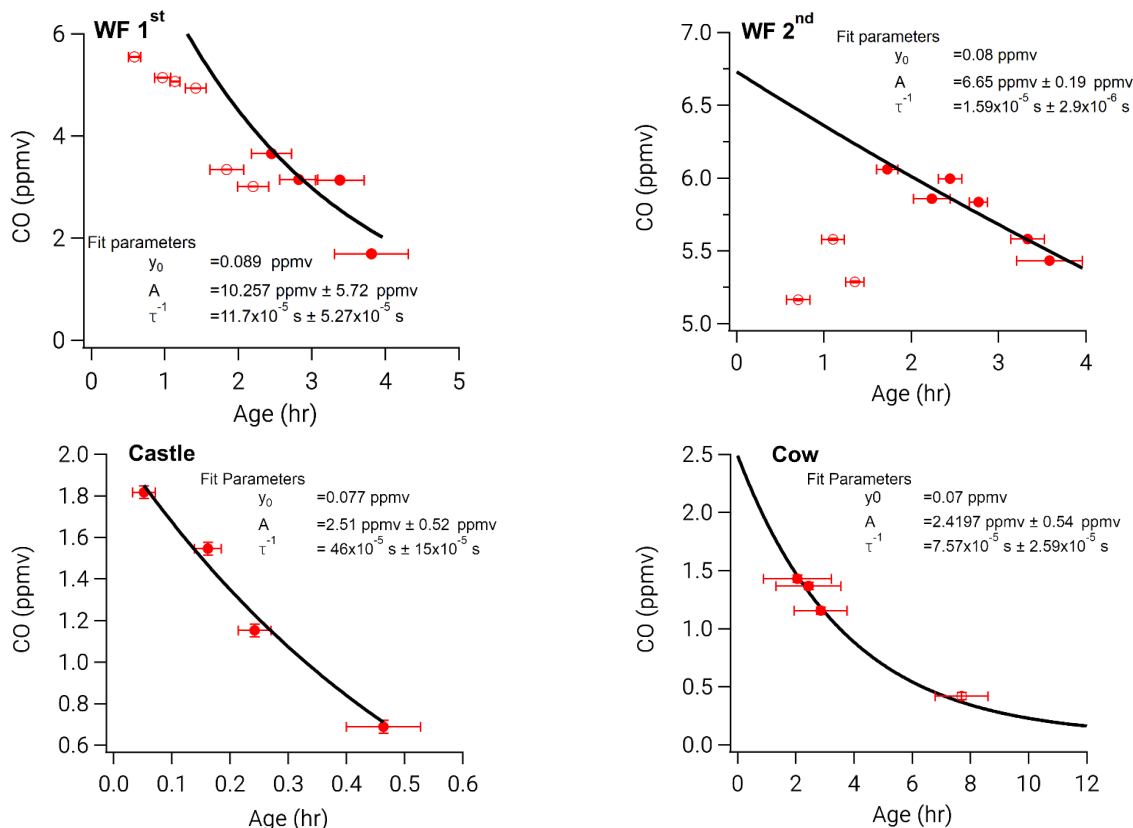 WF 1st
6
4
2
0
CO (ppmv)
Fit parameters
y0 =0.089 ppmv
A =10.257 ppmv ± 5.72 ppmv
τ-1 =11.7x10-5 s ± 5.27x10-5 s
0 1 2 3 4 5
Age (hr)
WF 2nd
7.0
6.5
6.0
5.5
5.0
CO (ppmv)
Fit parameters
y0 =0.08 ppmv
A =6.65 ppmv ± 0.19 ppmv
τ-1 =1.59x10-5 s ± 2.9x10-6 s
0 1 2 3 4
Age (hr)
Castle
2.0
1.8
1.6
1.4
1.2
1.0
0.8
0.6
CO (ppmv)
Fit Parameters
y0 =0.077 ppmv
A =2.51 ppmv ± 0.52 ppmv
τ-1 = 46x10-5 s ± 15x10-5 s
0.0 0.1 0.2 0.3 0.4 0.5 0.6
Age (hr)
Cow
2.5
2.0
1.5
1.0
0.5
0.0
CO (ppmv)
Fit Parameters
y0 =0.07 ppmv
A =2.4197 ppmv ± 0.54 ppmv
τ-1 =7.57x10-5 s ± 2.59x10-5 s
0 2 4 6 8 10 12
Age (hr)